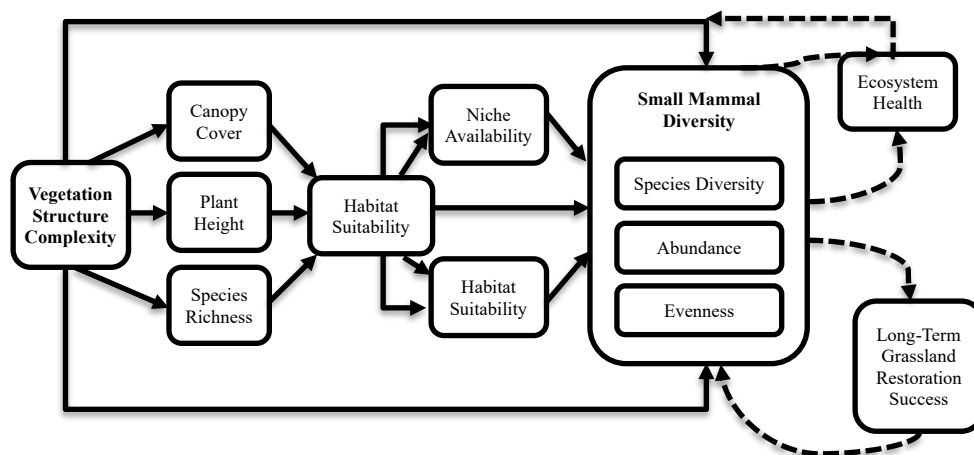 Vegetation
Structure
Complexity
Canopy
Cover
Plant
Height
Species
Richness
Habitat
Suitability
Niche
Availability
Habitat
Suitability
Small Mammal
Diversity
Species Diversity
Abundance
Evenness
Ecosystem
Health
Long-Term
Grassland
Restoration
Success